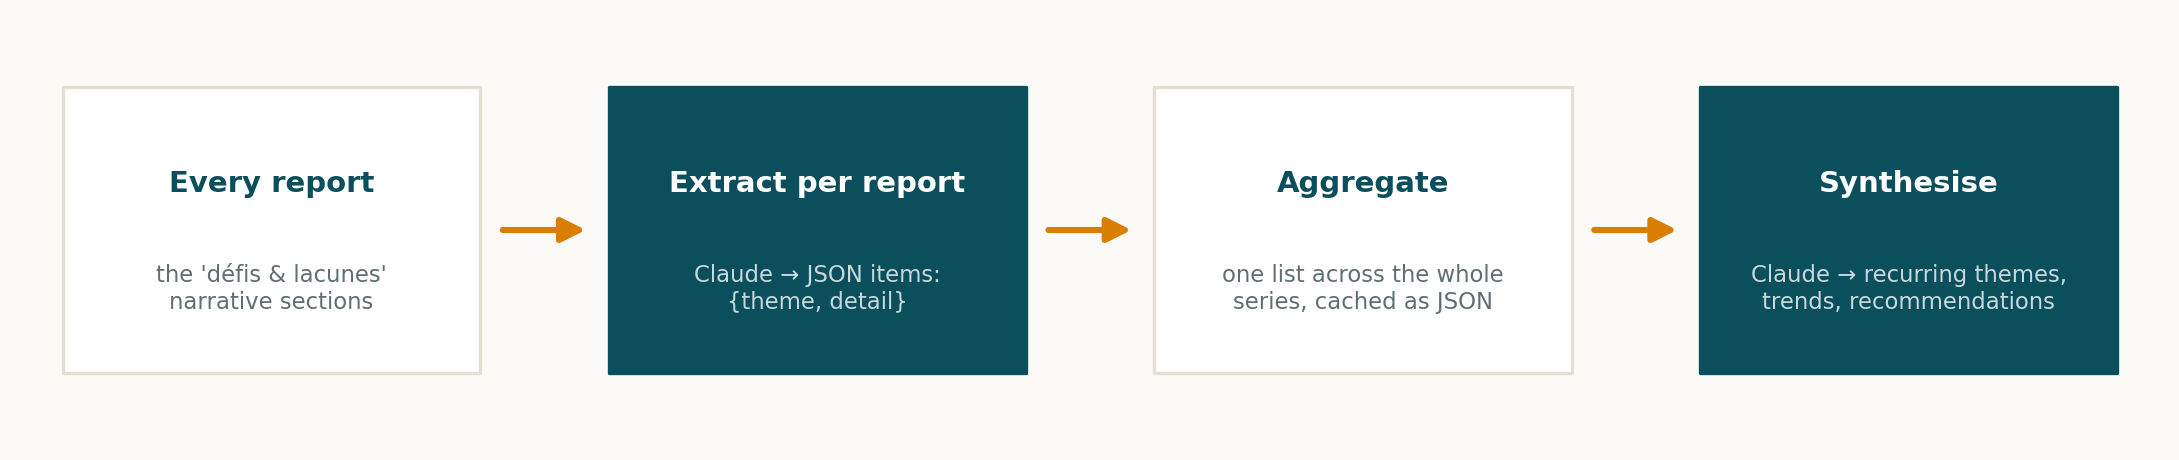 Every report
the 'défis & lacunes'
narrative sections
Extract per report
Claude → JSON items:
{theme, detail}
Aggregate
one list across the whole
series, cached as JSON
Synthesise
Claude → recurring themes,
trends, recommendations